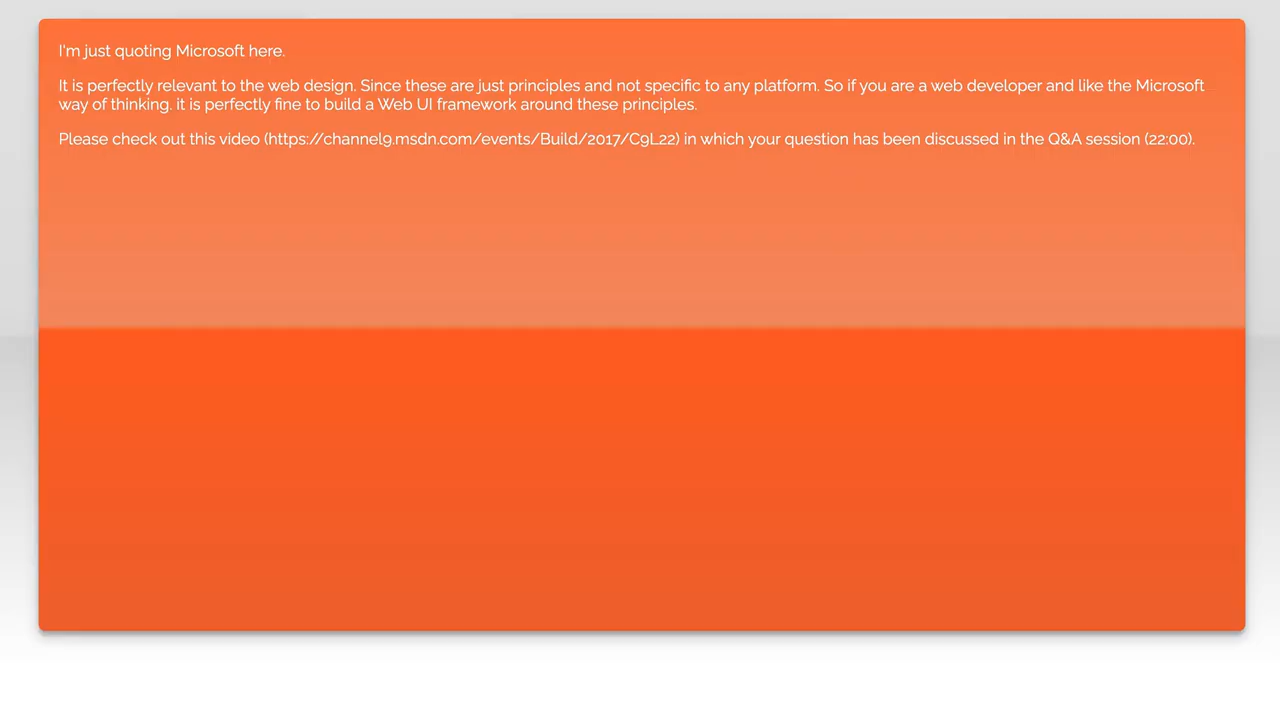 I'm just quoting Microsoft here.
It is perfectly relevant to the web design. Since these are just principles and not specific to any platform. So if you are a web developer and like the Microsoft
way of thinking. it is perfectly fine to build a Web UI framework around these principles.
Please check out this video (https://channel9.msdn.com/events/Build/2017/C9L22) in which your question has been discussed in the Q&A session (22:00).